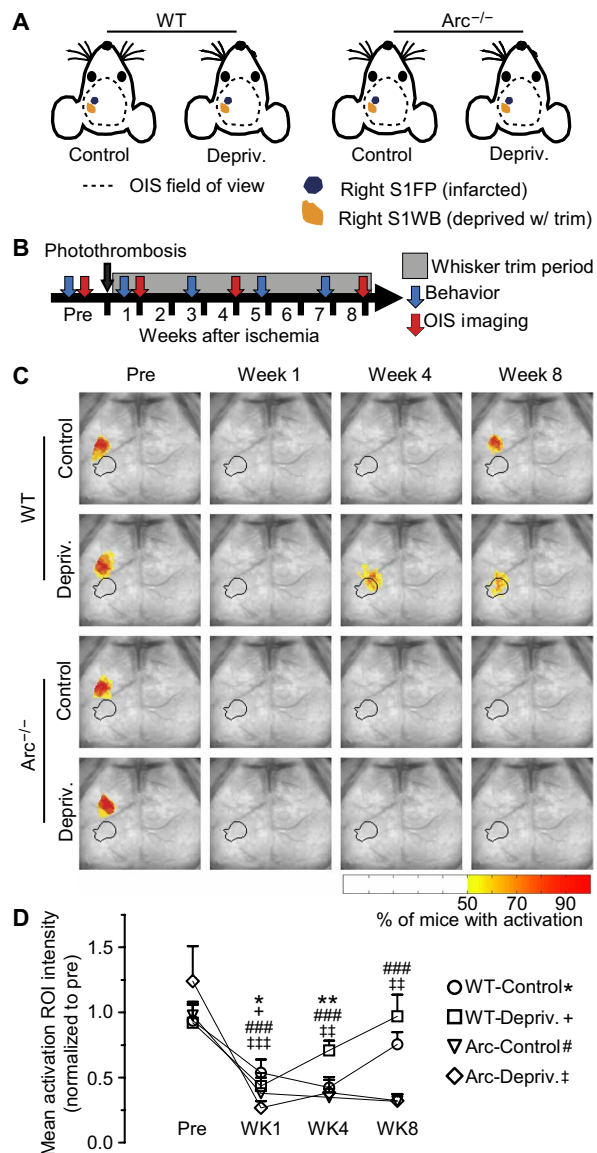 A
WT
Arc−/−
Control
Depriv.
Control
Depriv.
OIS field of view
Right S1FP (infarcted)
Right S1WB (deprived w/ trim)
B
Photothrombosis
Whisker trim period
Behavior
OIS imaging
Pre
1
2
3
4
5
6
7
8
Weeks after ischemia
C
Pre
Week 1
Week 4
Week 8
WT
Control
Depriv.
Arc−/−
Control
Depriv.
50
70
90
% of mice with activation
D
Mean activation ROI intensity
(normalized to pre)
1.5
1.0
0.5
0.0
*
+
###
‡‡‡
**
###
‡‡
###
‡‡
WT-Control*
WT-Depriv. +
Arc-Control#
Arc-Depriv.‡
Pre
WK1
WK4
WK8